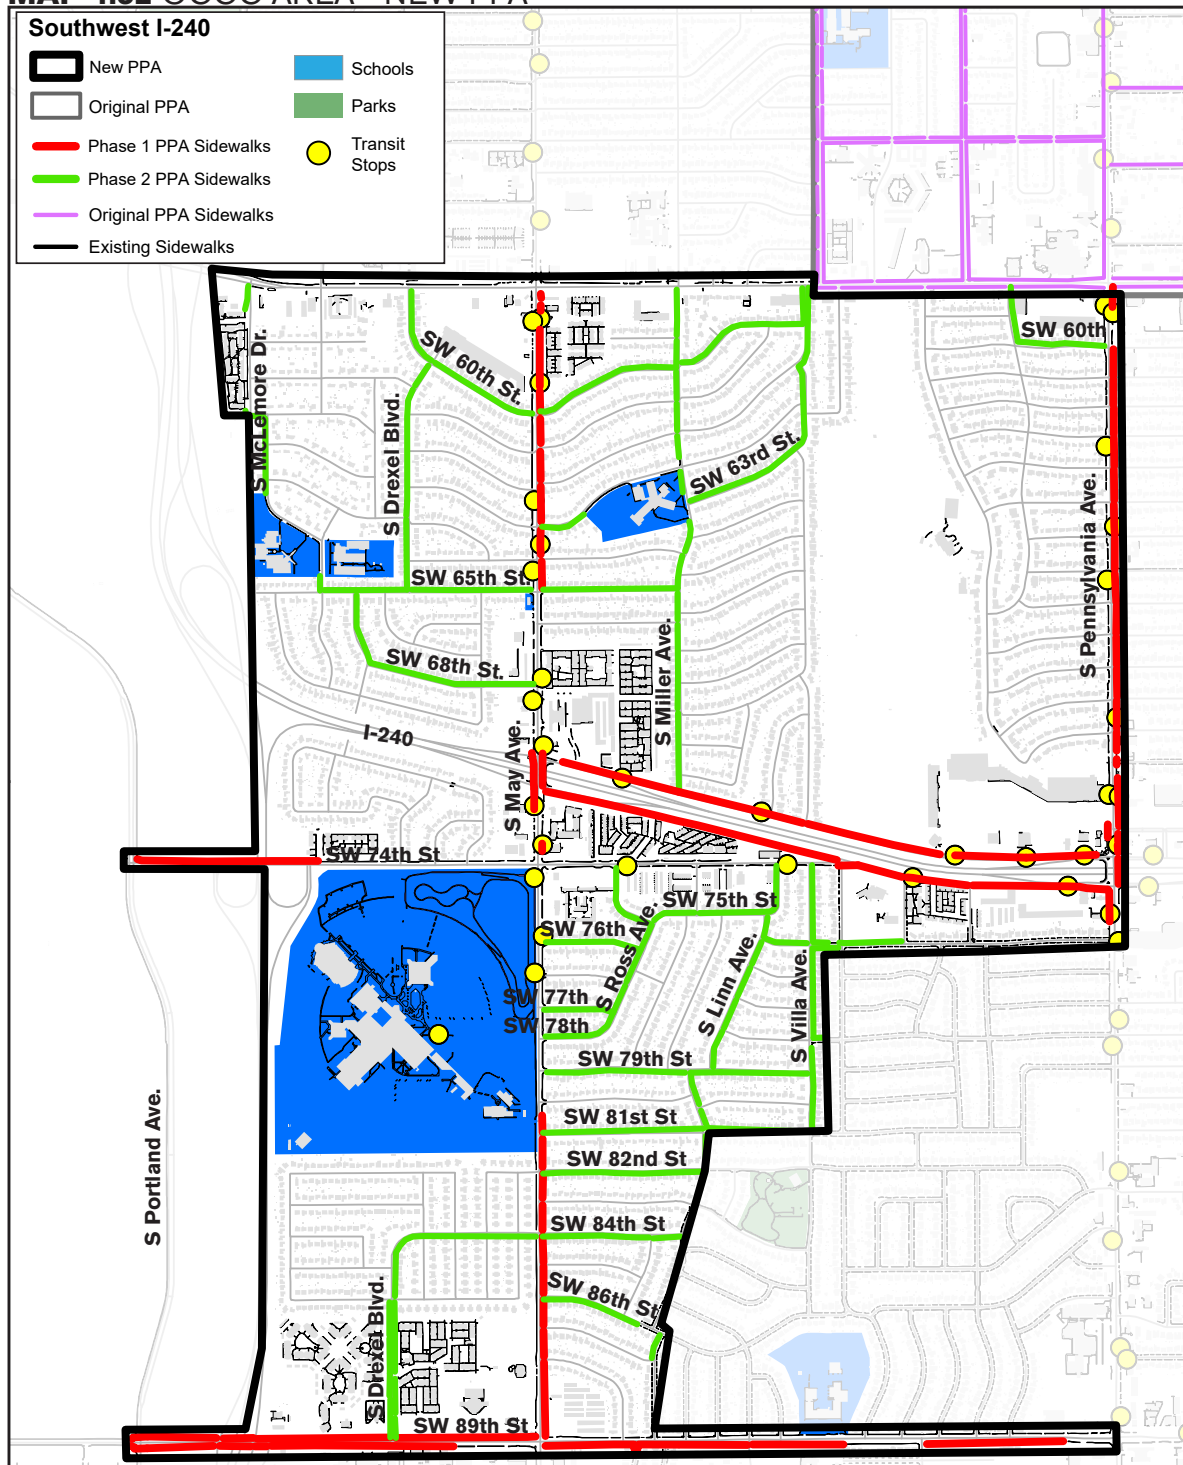 Southwest I-240
New PPA
Original PPA
Phase 1 PPA Sidewalks
Phase 2 PPA Sidewalks
Original PPA Sidewalks
Existing Sidewalks
Schools
Parks
Transit
Stops
SW 60th
SW 60th St.
S McLemore Dr.
S Drexel Blvd.
SW 63rd St.
S Pennsylvania Ave.
SW 65th St.
SW 68th St.
S Miller Ave.
I-240
S May Ave.
SW 74th St
SW 75th St
SW 76th
S Ross Ave.
S Linn Ave.
S Villa Ave.
SW 77th
SW 78th
SW 79th St
SW 81st St
SW 82nd St
S Portland Ave.
SW 84th St
SW 86th St
S Drexel Blvd.
SW 89th St